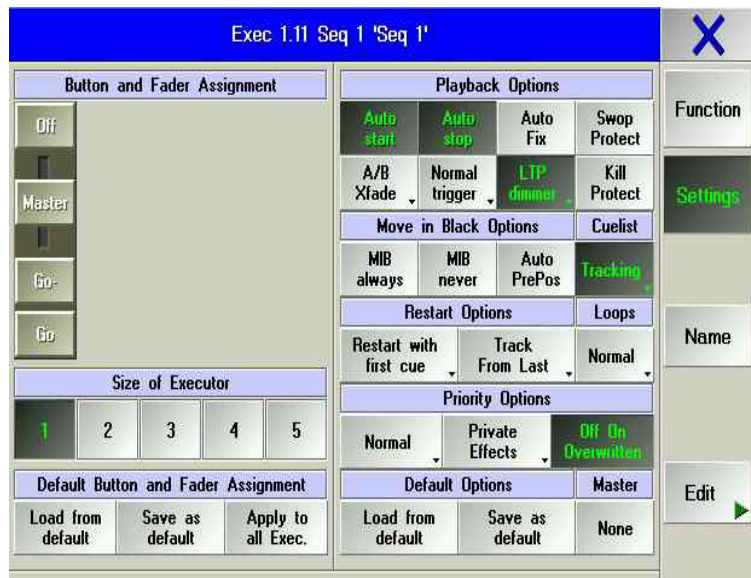 Exec 1.11 Seq 1 'Seq 1'
X
Button and Fader Assignment
Off
Master
Go-
Go
Size of Executor
1 2 3 4 5
Default Button and Fader Assignment
Load from
default
Save as
default
Apply to
all Exec.
Playback Options
Auto
start
Auto
stop
Auto
Fix
Swop
Protect
A/B
Xfade
Normal
trigger
LTP
dimmer
Kill
Protect
Move in Black Options
Cuelist
MIB
always
MIB
never
Auto
PrePos
Tracking
Restart Options
Loops
Restart with
first cue
Track
From Last
Normal
Priority Options
Normal
Private
Effects
Off On
Overwritten
Default Options
Master
Load from
default
Save as
default
None
Function
Settings
Name
Edit